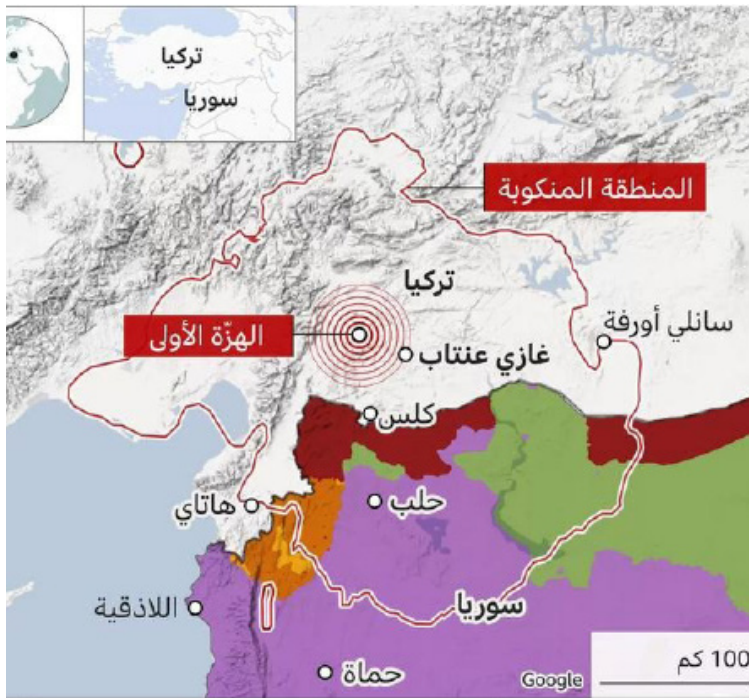 تركيا
سوريا
المنطقة المنكوبة
تركيا
سانلي أورفة
الهزّة الأولى
غازي عنتاب
كلس
حلب
هاتاي
سوريا
اللاذقية
حماة
100 كم
Google